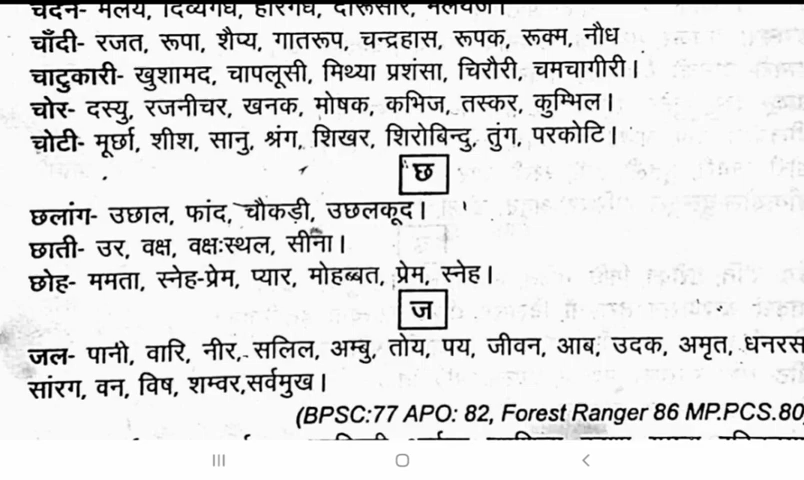 चंदन- मलय, दिव्यगंध, हरिगंध, दारूसार, मलयज।
चाँदी- रजत, रूपा, शैप्य, गातरूप, चन्द्रहास, रूपक, रूक्म, नौध
चाटुकारी- खुशामद, चापलूसी, मिथ्या प्रशंसा, चिरौरी, चमचागीरी।
चोर- दस्यु, रजनीचर, खनक, मोषक, कभिज, तस्कर, कुम्भिल।
चोटी- मूर्छा, शीश, सानु, श्रंग, शिखर, शिरोबिन्दु, तुंग, परकोटि।
छ
छलांग- उछाल, फांद, चौकड़ी, उछलकूद।
छाती- उर, वक्ष, वक्षःस्थल, सीना।
छोह- ममता, स्नेह-प्रेम, प्यार, मोहब्बत, प्रेम, स्नेह।
ज
जल- पानी, वारि, नीर, सलिल, अम्बु, तोय, पय, जीवन, आब, उदक, अमृत, धनरस
सांरग, वन, विष, शम्वर,सर्वमुख।
(BPSC:77 APO: 82, Forest Ranger 86 MP.PCS.80